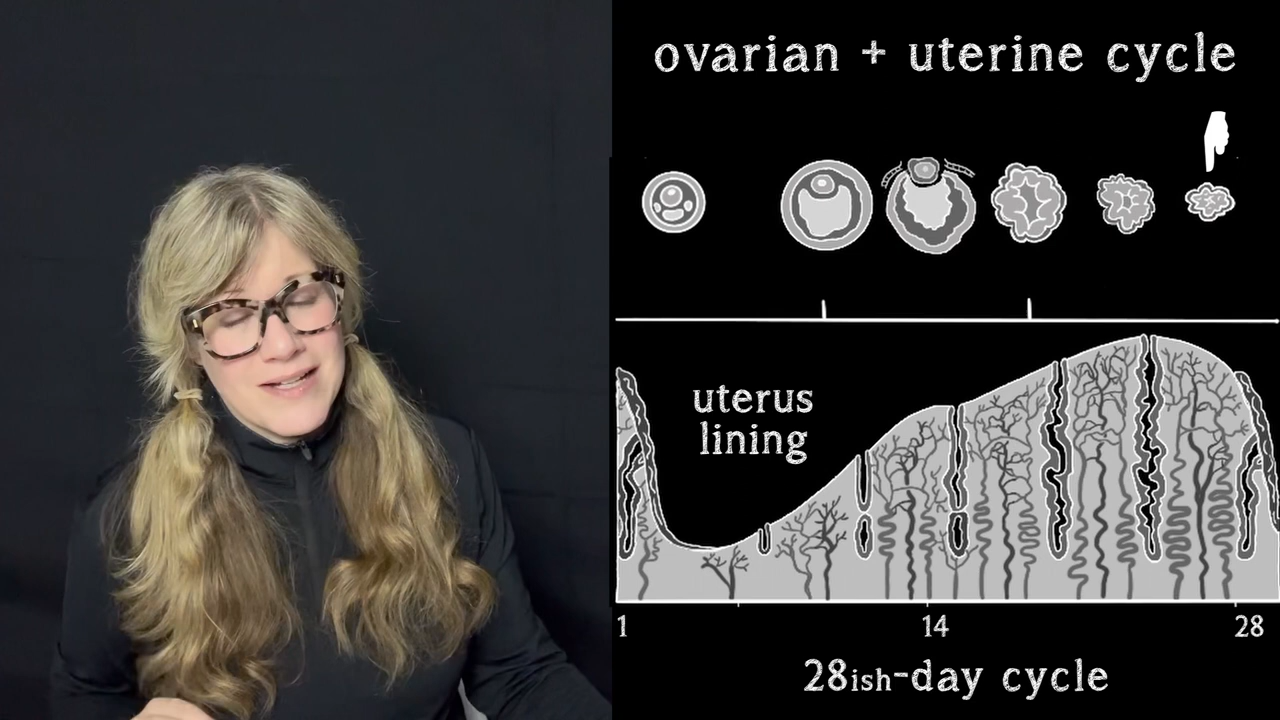 ovarian + uterine cycle
uterus
lining
1 14 28
28ish-day cycle